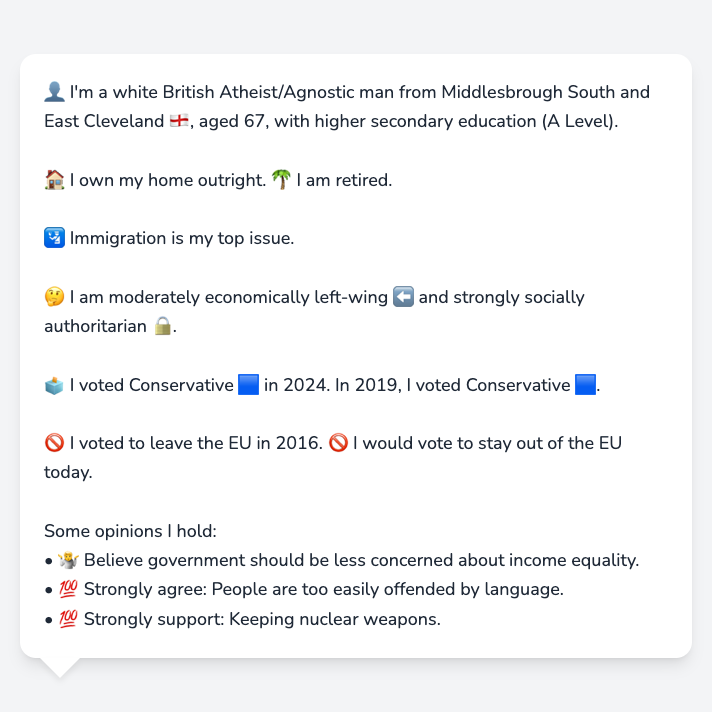 👤 I'm a white British Atheist/Agnostic man from Middlesbrough South and
East Cleveland 🏴󠁧󠁢󠁥󠁮󠁧󠁿, aged 67, with higher secondary education (A Level).
🏠 I own my home outright. 🌴 I am retired.
🛂 Immigration is my top issue.
🤔 I am moderately economically left-wing ⬅️ and strongly socially
authoritarian 🔒.
🗳️ I voted Conservative 🟦 in 2024. In 2019, I voted Conservative 🟦.
🚫 I voted to leave the EU in 2016. 🚫 I would vote to stay out of the EU
today.
Some opinions I hold:
• 🤷 Believe government should be less concerned about income equality.
• 💯 Strongly agree: People are too easily offended by language.
• 💯 Strongly support: Keeping nuclear weapons.